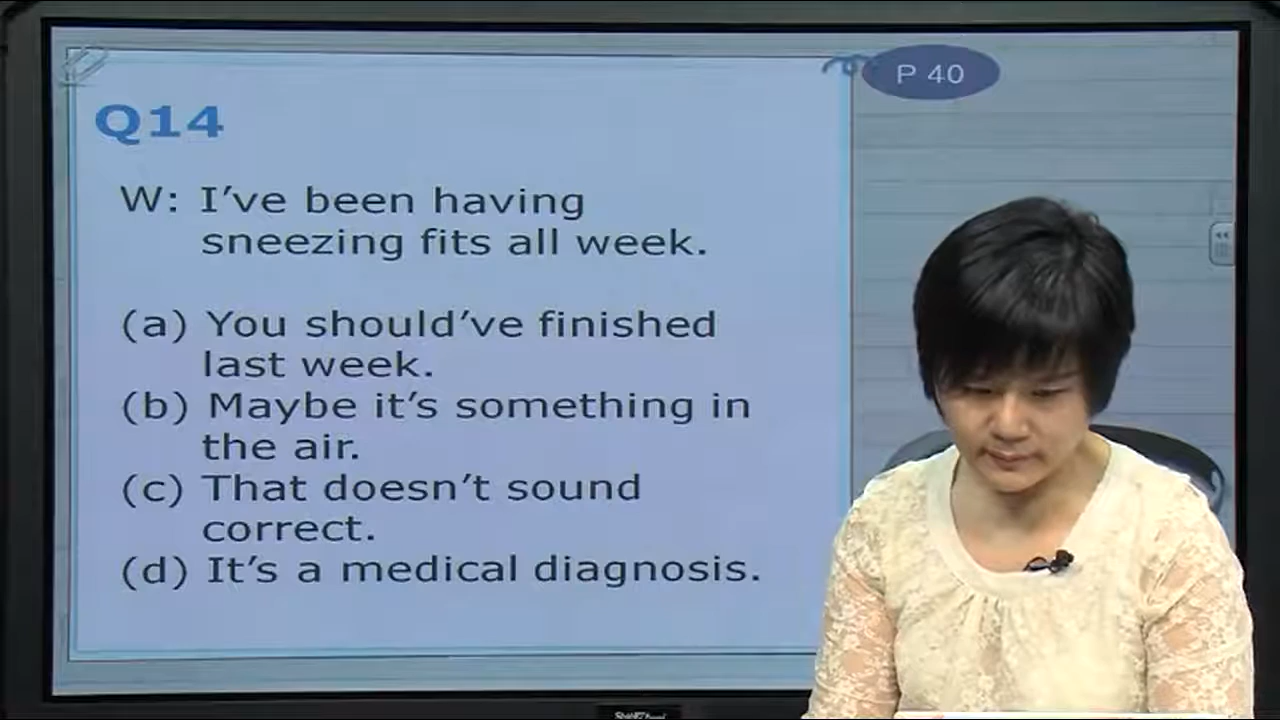 P 40
Q14
W: I've been having
sneezing fits all week.
(a) You should've finished
last week.
(b) Maybe it's something in
the air.
(c) That doesn't sound
correct.
(d) It's a medical diagnosis.